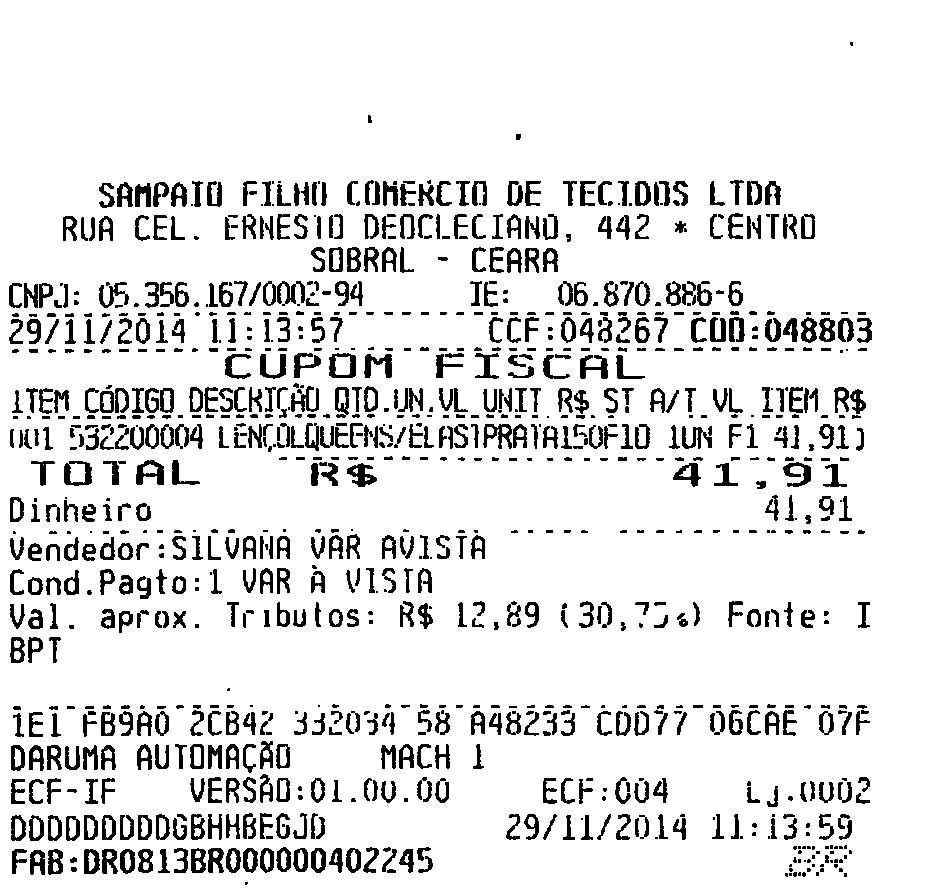 SAMPAIO FILHO COMERCIO DE TECIDOS LTDA
RUA CEL. ERNESTO DEOCLECIANO, 442 * CENTRO
SOBRAL - CEARA
CNPJ: 05.356.167/0002-94 IE: 06.870.886-6
29/11/2014 11:13:57 CCF:048267 COO:048803
CUPOM FISCAL
ITEM CÓDIGO DESCRIÇÃO QTD.UN.VL UNIT R$ ST A/T VL ITEM R$
001 532200004 LENÇOLQUEENS/ELASTPRATA150FIO 1UN F1 41,91
TOTAL R$ 41,91
Dinheiro 41,91
Vendedor:SILVANA VAR AVISTA
Cond.Pagto:1 VAR À VISTA
Val. aprox. Tributos: R$ 12,89 Fonte: I
BPT
1E1 FB9A0 2CB42 332034 58 A48233 CDD77 06CAE 07F
DARUMA AUTOMAÇÃO MACH 1
ECF-IF VERSÃO:01.00.00 ECF:004 Lj.0002
DDDDDDDDDGBHHBEGJD 29/11/2014 11:13:59
FAB:DR0813BR000000402245 BR